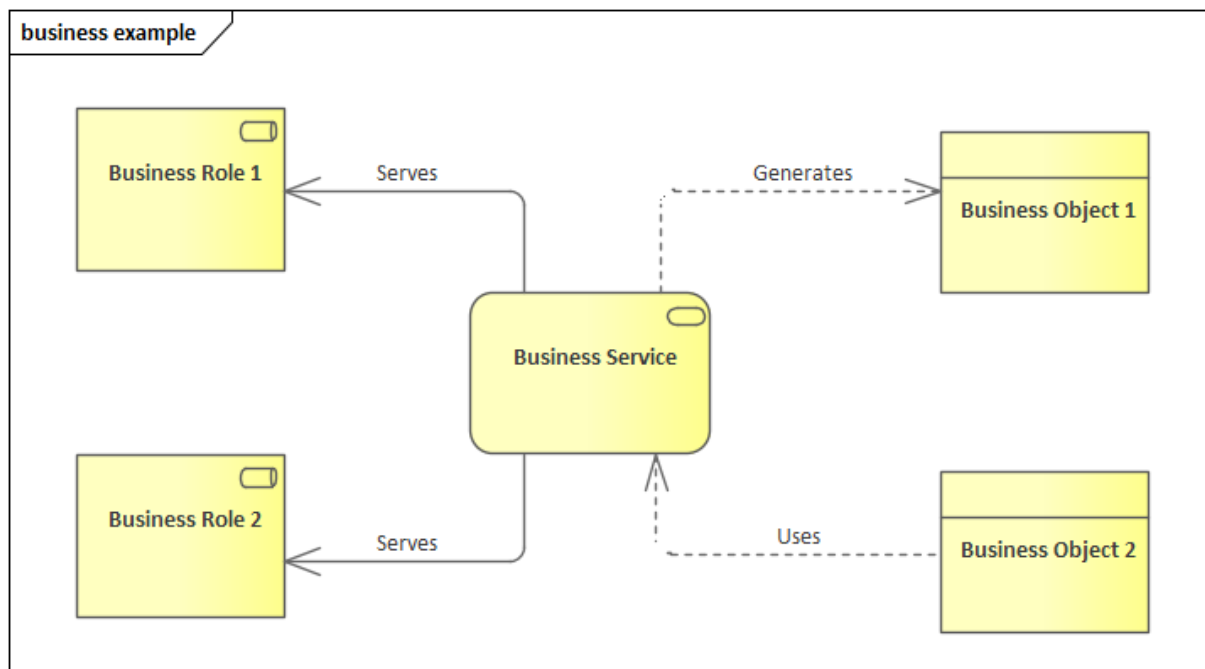 business example
Business Role 1
Serves
Generates
Business Object 1
Business Service
Business Role 2
Serves
Uses
Business Object 2